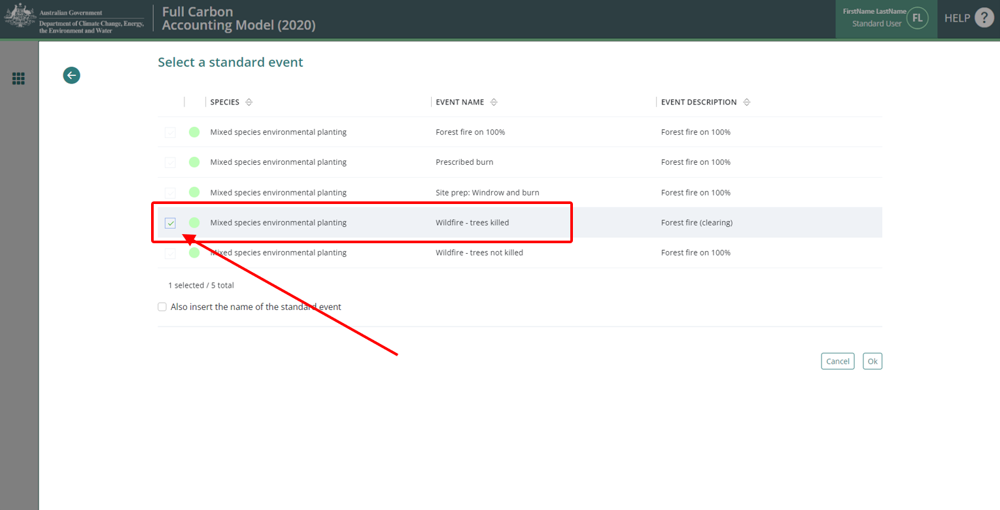 Australian Government
Department of Climate Change, Energy,
the Environment and Water
Full Carbon
Accounting Model (2020)
FirstName LastName
Standard User
FL
HELP ?
Select a standard event
SPECIES EVENT NAME EVENT DESCRIPTION
Mixed species environmental planting Forest fire on 100% Forest fire on 100%
Mixed species environmental planting Prescribed burn Forest fire on 100%
Mixed species environmental planting Site prep: Windrow and burn Forest fire on 100%
Mixed species environmental planting Wildfire - trees killed Forest fire (clearing)
Mixed species environmental planting Wildfire - trees not killed Forest fire on 100%
1 selected / 5 total
Also insert the name of the standard event
Cancel Ok